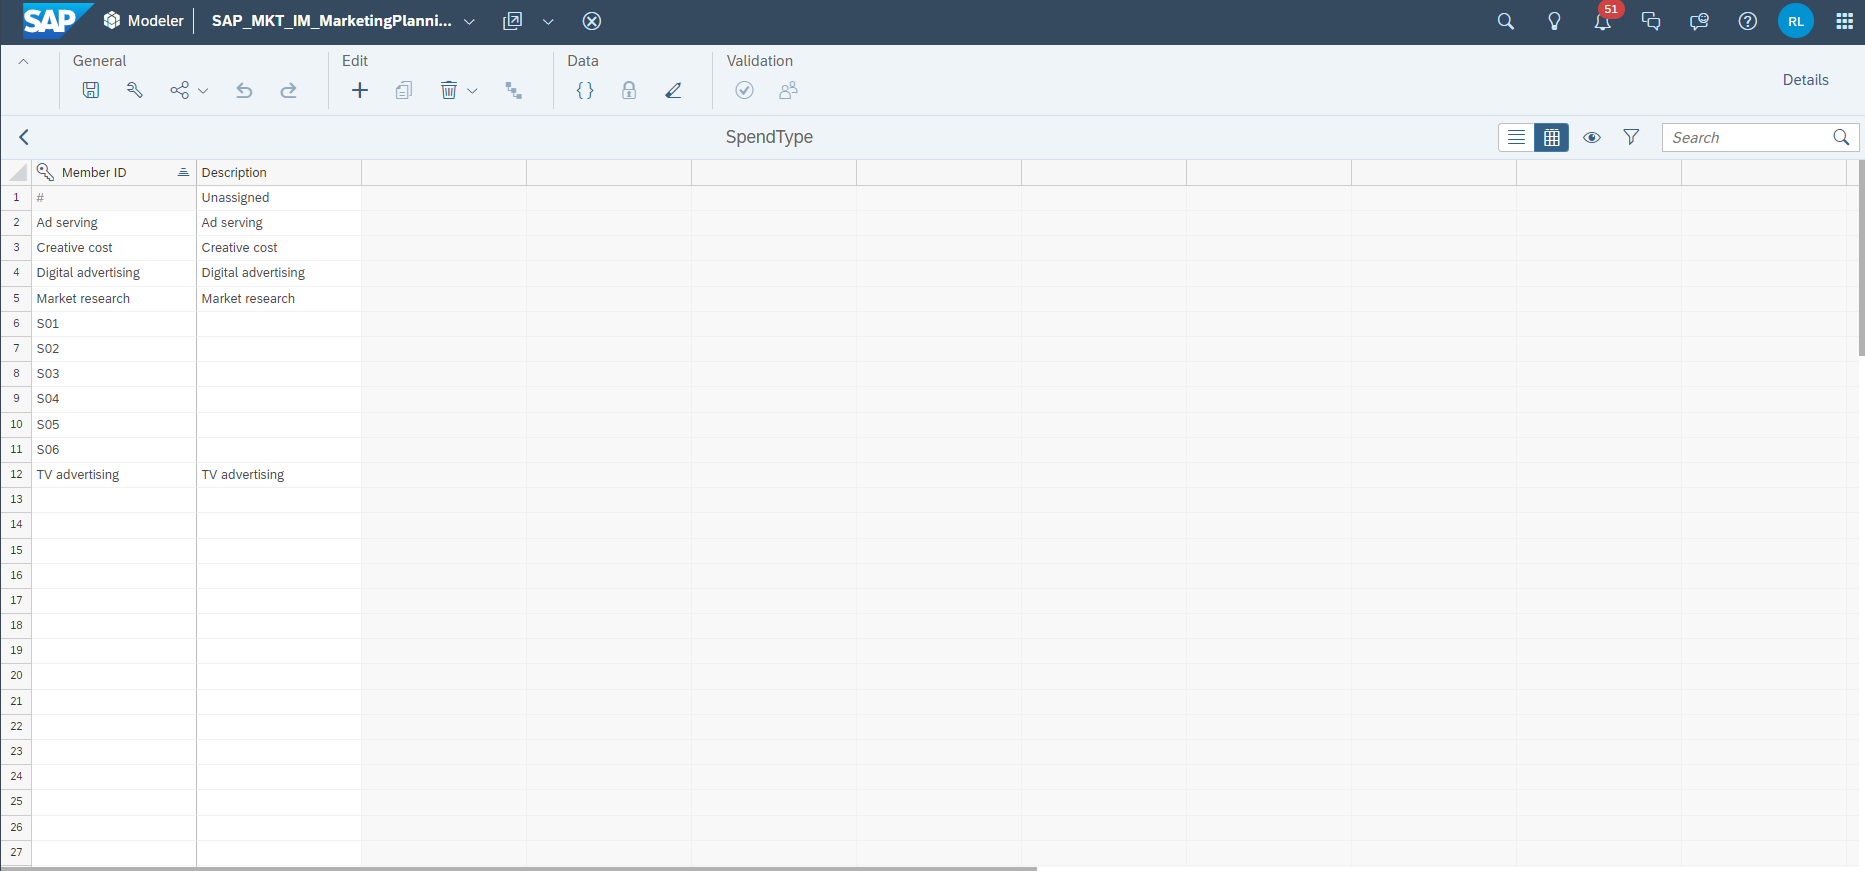 SAP Modeler SAP_MKT_IM_MarketingPlanni... 51 RL
General Edit Data Validation
Details
SpendType Search
Member ID Description
1 # Unassigned
2 Ad serving Ad serving
3 Creative cost Creative cost
4 Digital advertising Digital advertising
5 Market research Market research
6 S01
7 S02
8 S03
9 S04
10 S05
11 S06
12 TV advertising TV advertising
13
14
15
16
17
18
19
20
21
22
23
24
25
26
27